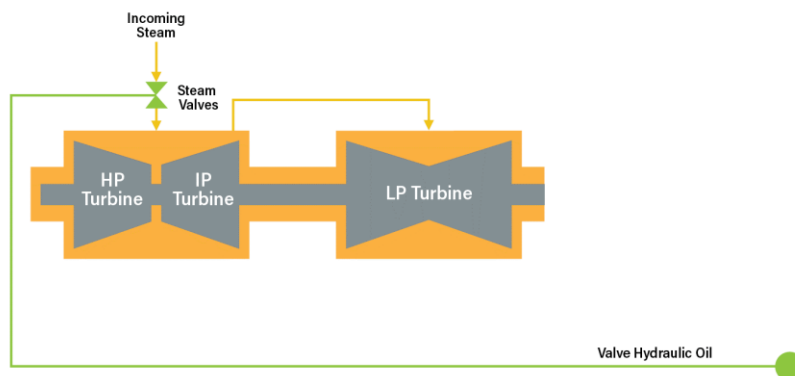 Incoming
Steam
Steam
Valves
HP
Turbine
IP
Turbine
LP Turbine
Valve Hydraulic Oil